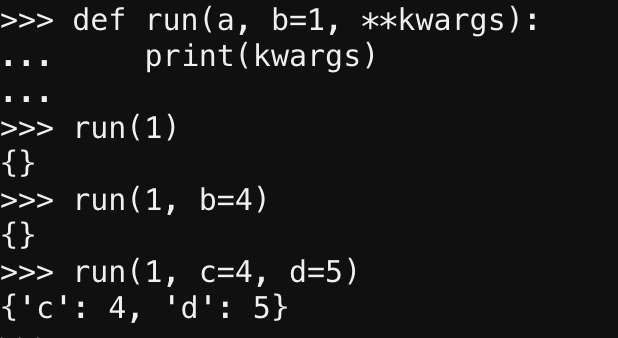 >>> def run(a, b=1, **kwargs):
...     print(kwargs)
...
>>> run(1)
{}
>>> run(1, b=4)
{}
>>> run(1, c=4, d=5)
{'c': 4, 'd': 5}